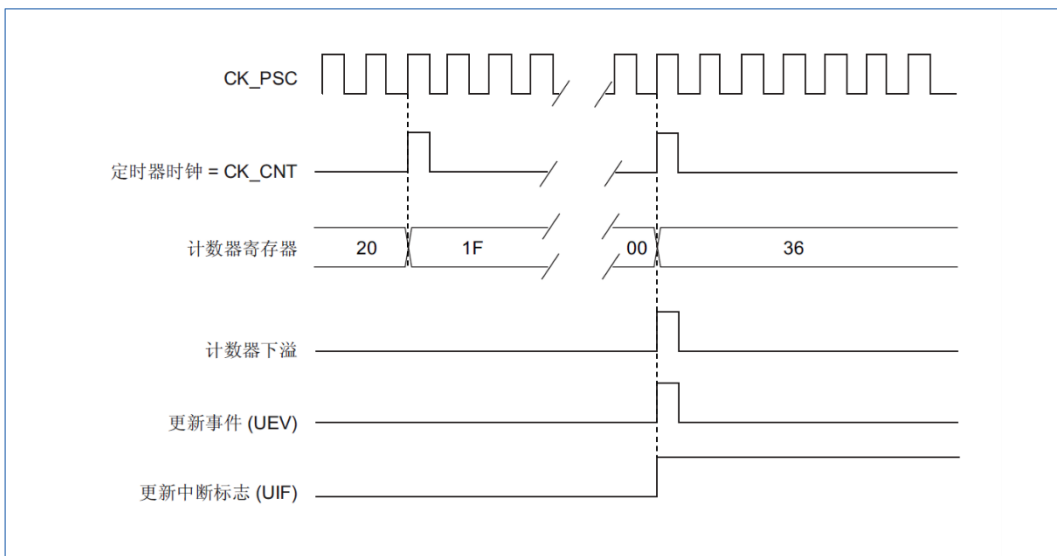 CK_PSC
定时器时钟 = CK_CNT
计数器寄存器 20 1F 00 36
计数器下溢
更新事件 (UEV)
更新中断标志 (UIF)